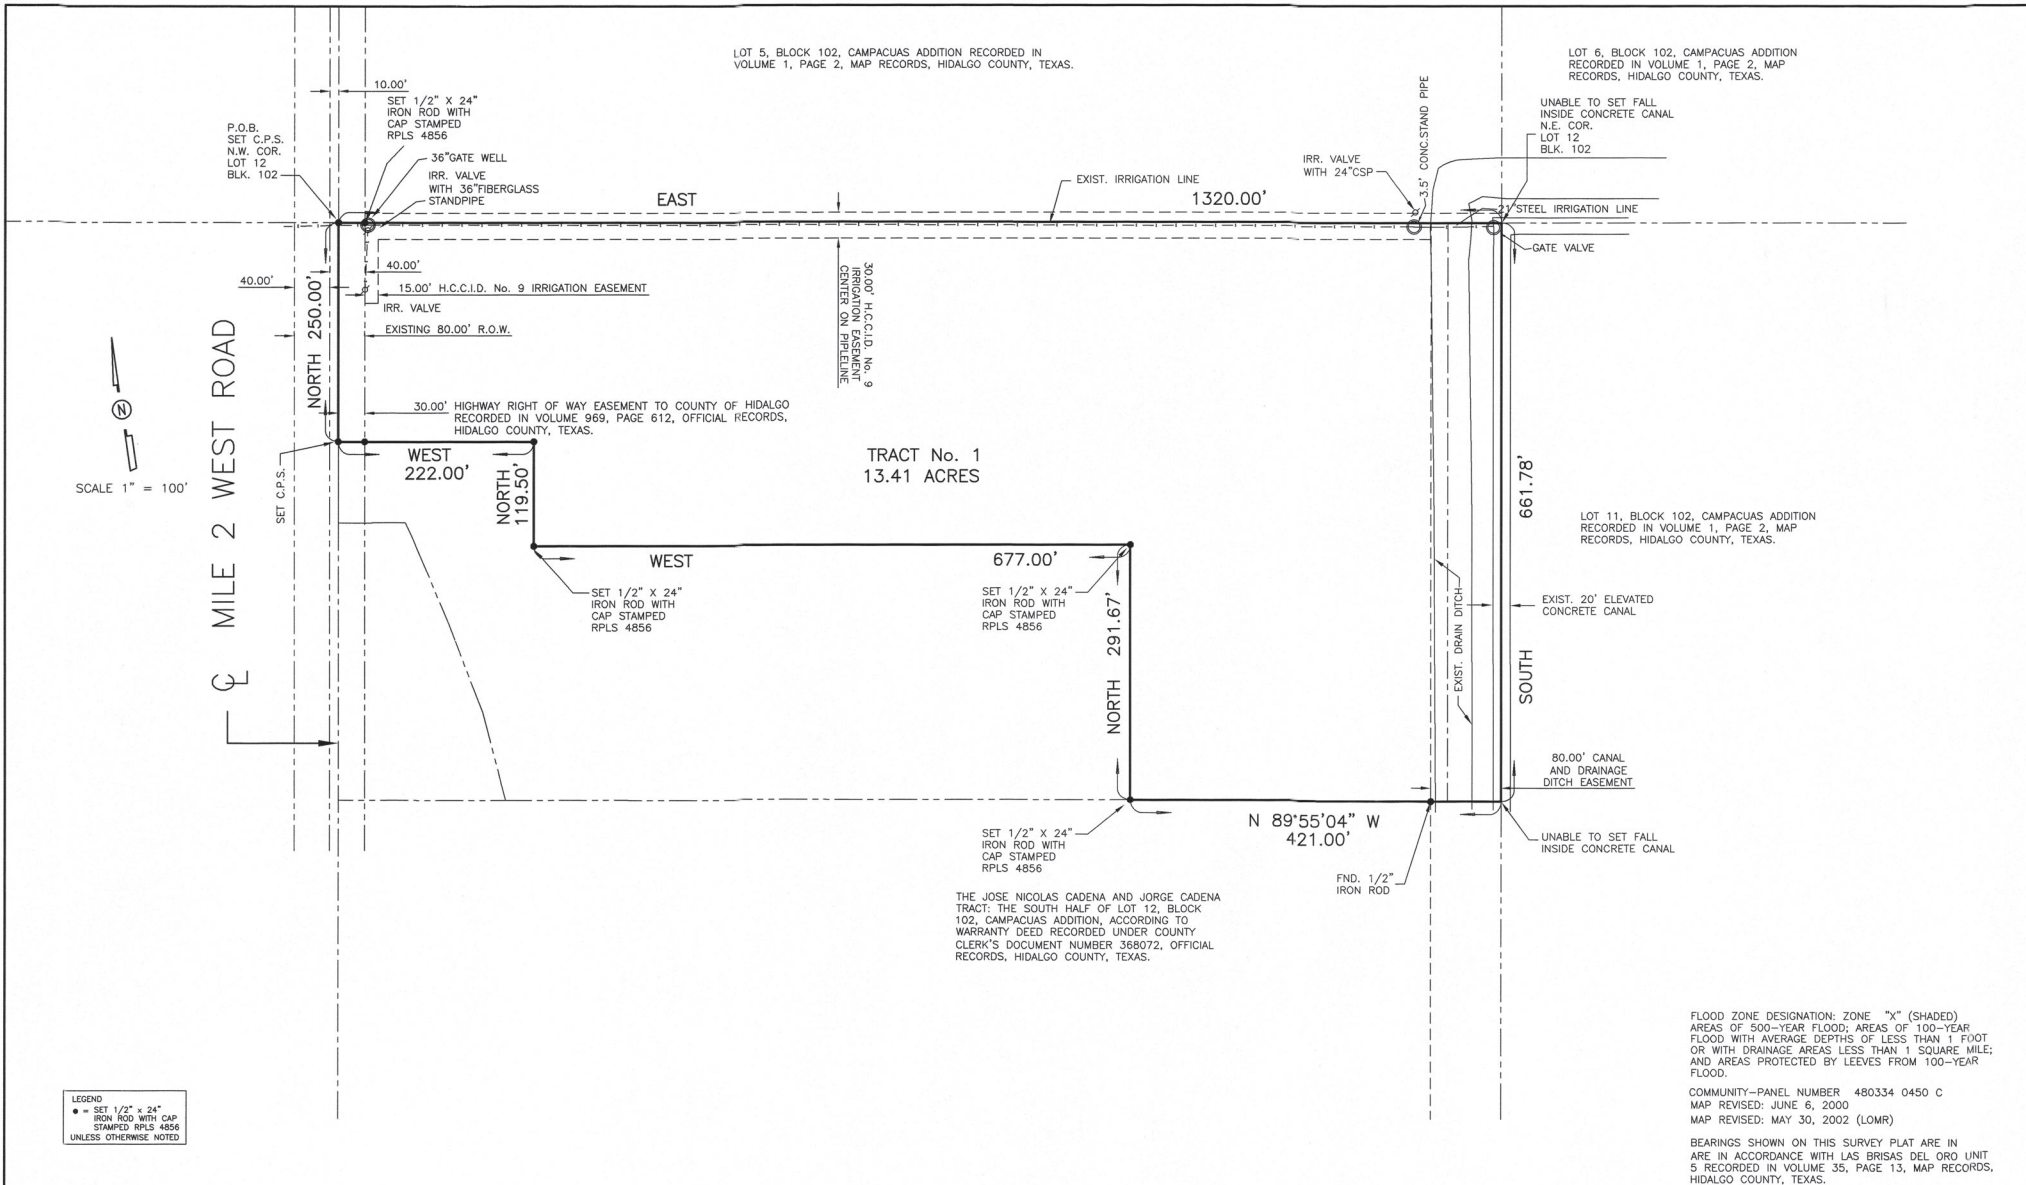 LOT 5, BLOCK 102, CAMPACUAS ADDITION RECORDED IN
VOLUME 1, PAGE 2, MAP RECORDS, HIDALGO COUNTY, TEXAS.
LOT 6, BLOCK 102, CAMPACUAS ADDITION
RECORDED IN VOLUME 1, PAGE 2, MAP
RECORDS, HIDALGO COUNTY, TEXAS.
10.00'
SET 1/2" X 24"
IRON ROD WITH
CAP STAMPED
RPLS 4856
P.O.B.
SET C.P.S.
N.W. COR.
LOT 12
BLK. 102
36"GATE WELL
IRR. VALVE
WITH 36"FIBERGLASS
STANDPIPE
EAST
EXIST. IRRIGATION LINE
1320.00'
IRR. VALVE
WITH 24"CSP
3.5' CONC.STAND PIPE
UNABLE TO SET FALL
INSIDE CONCRETE CANAL
N.E. COR.
LOT 12
BLK. 102
21"STEEL IRRIGATION LINE
GATE VALVE
40.00'
40.00'
15.00' H.C.C.I.D. No. 9 IRRIGATION EASEMENT
IRR. VALVE
EXISTING 80.00' R.O.W.
NORTH 250.00'
30.00' H.C.C.I.D. No. 9
IRRIGATION EASEMENT
CENTER ON PIPLELINE
N
SCALE 1" = 100'
MILE 2 WEST ROAD
CL
30.00' HIGHWAY RIGHT OF WAY EASEMENT TO COUNTY OF HIDALGO
RECORDED IN VOLUME 969, PAGE 612, OFFICIAL RECORDS,
HIDALGO COUNTY, TEXAS.
SET C.P.S.
WEST
222.00'
NORTH
119.50'
TRACT No. 1
13.41 ACRES
WEST
677.00'
SET 1/2" X 24"
IRON ROD WITH
CAP STAMPED
RPLS 4856
SET 1/2" X 24"
IRON ROD WITH
CAP STAMPED
RPLS 4856
NORTH 291.67'
EXIST. DRAIN DITCH
661.78'
SOUTH
LOT 11, BLOCK 102, CAMPACUAS ADDITION
RECORDED IN VOLUME 1, PAGE 2, MAP
RECORDS, HIDALGO COUNTY, TEXAS.
EXIST. 20' ELEVATED
CONCRETE CANAL
80.00' CANAL
AND DRAINAGE
DITCH EASEMENT
N 89°55'04" W
421.00'
UNABLE TO SET FALL
INSIDE CONCRETE CANAL
FND. 1/2"
IRON ROD
SET 1/2" X 24"
IRON ROD WITH
CAP STAMPED
RPLS 4856
THE JOSE NICOLAS CADENA AND JORGE CADENA
TRACT: THE SOUTH HALF OF LOT 12, BLOCK
102, CAMPACUAS ADDITION, ACCORDING TO
WARRANTY DEED RECORDED UNDER COUNTY
CLERK'S DOCUMENT NUMBER 368072, OFFICIAL
RECORDS, HIDALGO COUNTY, TEXAS.
LEGEND
● = SET 1/2" x 24"
IRON ROD WITH CAP
STAMPED RPLS 4856
UNLESS OTHERWISE NOTED
FLOOD ZONE DESIGNATION: ZONE "X" (SHADED)
AREAS OF 500-YEAR FLOOD; AREAS OF 100-YEAR
FLOOD WITH AVERAGE DEPTHS OF LESS THAN 1 FOOT
OR WITH DRAINAGE AREAS LESS THAN 1 SQUARE MILE;
AND AREAS PROTECTED BY LEEVES FROM 100-YEAR
FLOOD.
COMMUNITY-PANEL NUMBER 480334 0450 C
MAP REVISED: JUNE 6, 2000
MAP REVISED: MAY 30, 2002 (LOMR)
BEARINGS SHOWN ON THIS SURVEY PLAT ARE IN
ARE IN ACCORDANCE WITH LAS BRISAS DEL ORO UNIT
5 RECORDED IN VOLUME 35, PAGE 13, MAP RECORDS,
HIDALGO COUNTY, TEXAS.